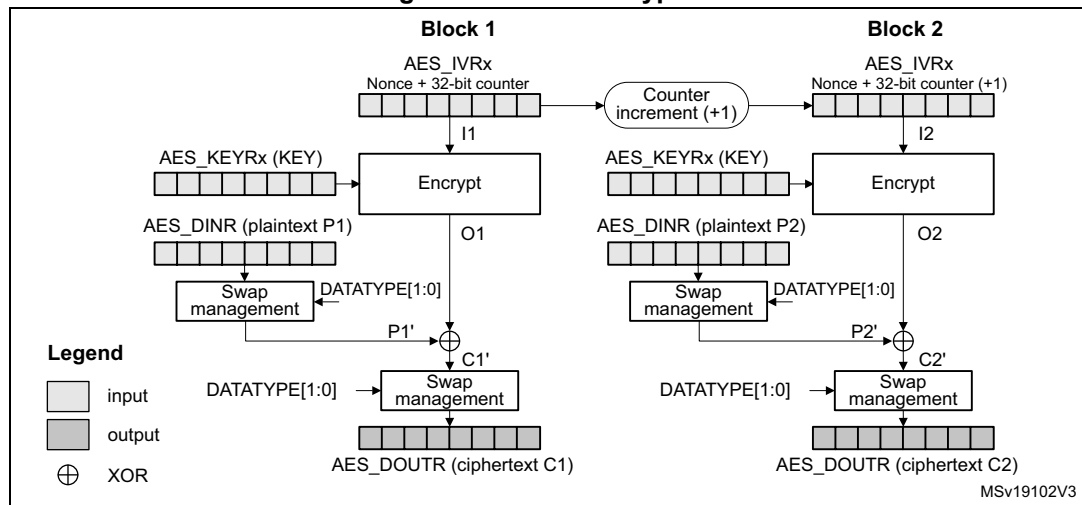 Block 1
Block 2
AES_IVRx
Nonce + 32-bit counter
Counter
increment (+1)
AES_IVRx
Nonce + 32-bit counter (+1)
I1
I2
AES_KEYRx (KEY)
Encrypt
AES_KEYRx (KEY)
Encrypt
AES_DINR (plaintext P1)
O1
AES_DINR (plaintext P2)
O2
Swap
management
DATATYPE[1:0]
Swap
management
DATATYPE[1:0]
P1'
P2'
C1'
C2'
Legend
input
output
XOR
DATATYPE[1:0]
Swap
management
DATATYPE[1:0]
Swap
management
AES_DOUTR (ciphertext C1)
AES_DOUTR (ciphertext C2)
MSv19102V3